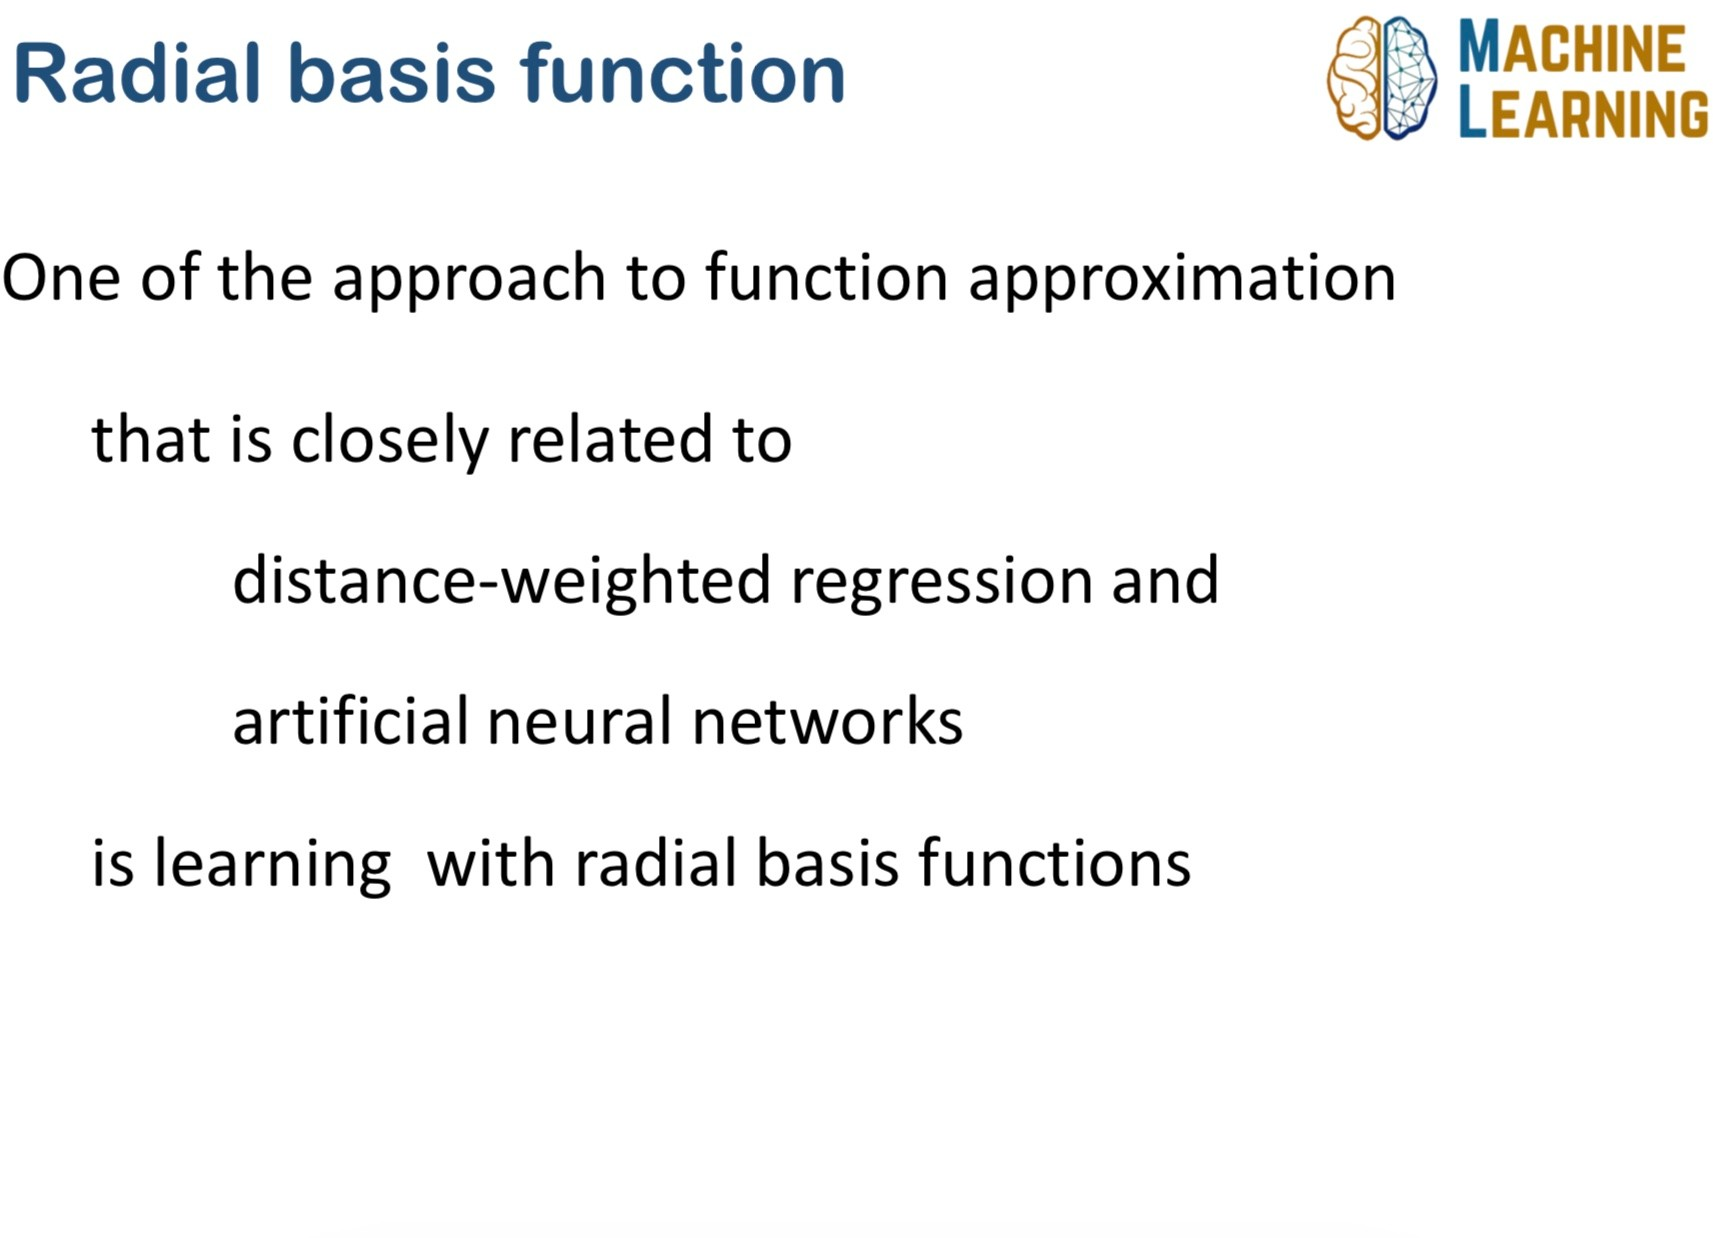 Radial basis function
MACHINE
LEARNING
One of the approach to function approximation
that is closely related to
distance-weighted regression and
artificial neural networks
is learning  with radial basis functions